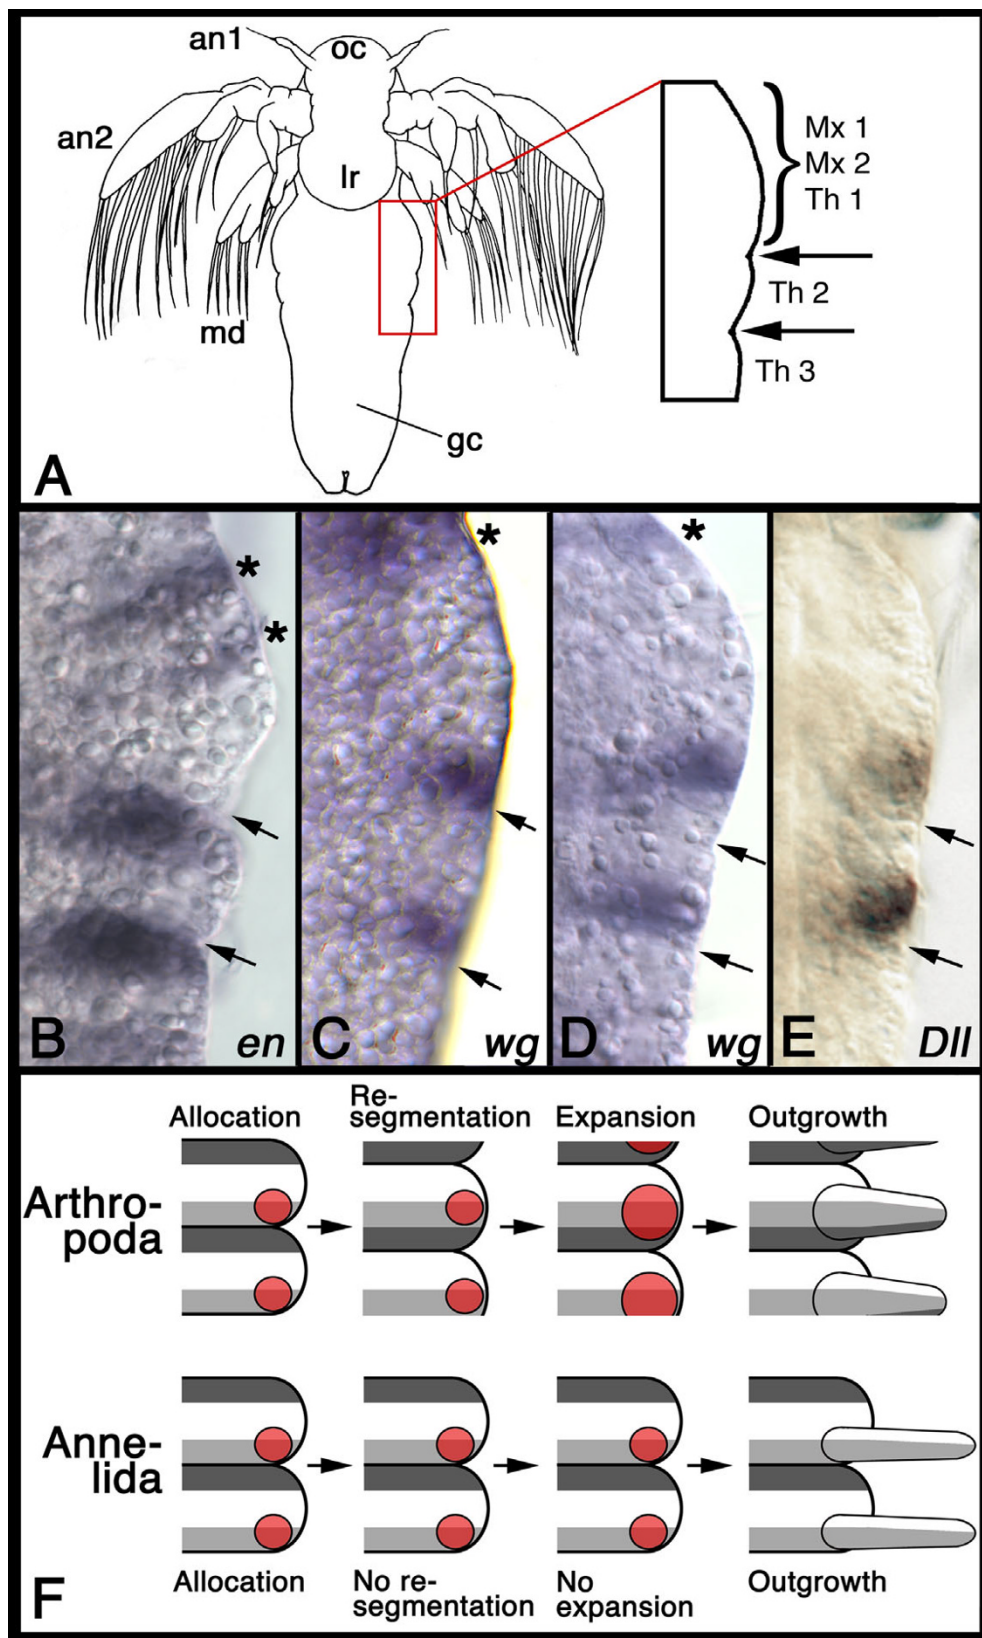 an1
oc
an2
lr
md
gc
Mx 1
Mx 2
Th 1
Th 2
Th 3
A
*
*
B
en
*
C
wg
*
D
wg
E
Dll
Allocation
Re-
segmentation
Expansion
Outgrowth
Arthro-
poda
Anne-
lida
Allocation
No re-
segmentation
No
expansion
Outgrowth
F